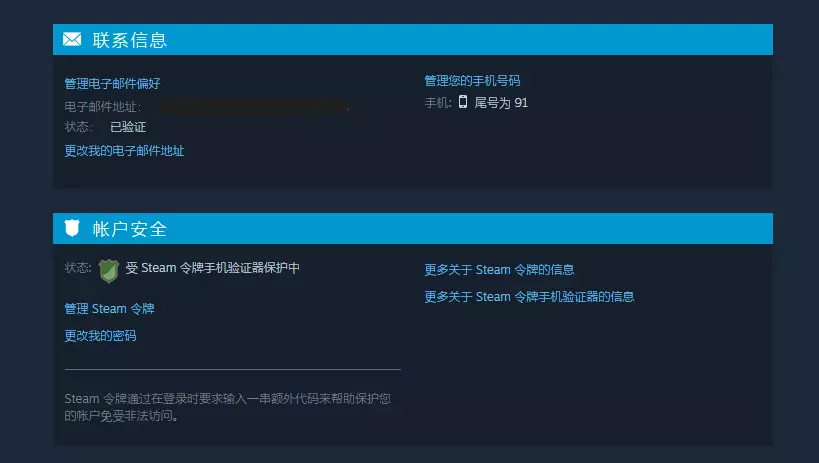 联系信息
管理电子邮件偏好
电子邮件地址：
状态： 已验证
更改我的电子邮件地址
管理您的手机号码
手机: 尾号为 91
帐户安全
状态: 受 Steam 令牌手机验证器保护中
管理 Steam 令牌
更改我的密码
Steam 令牌通过在登录时要求输入一串额外代码来帮助保护您
的帐户免受非法访问。
更多关于 Steam 令牌的信息
更多关于 Steam 令牌手机验证器的信息